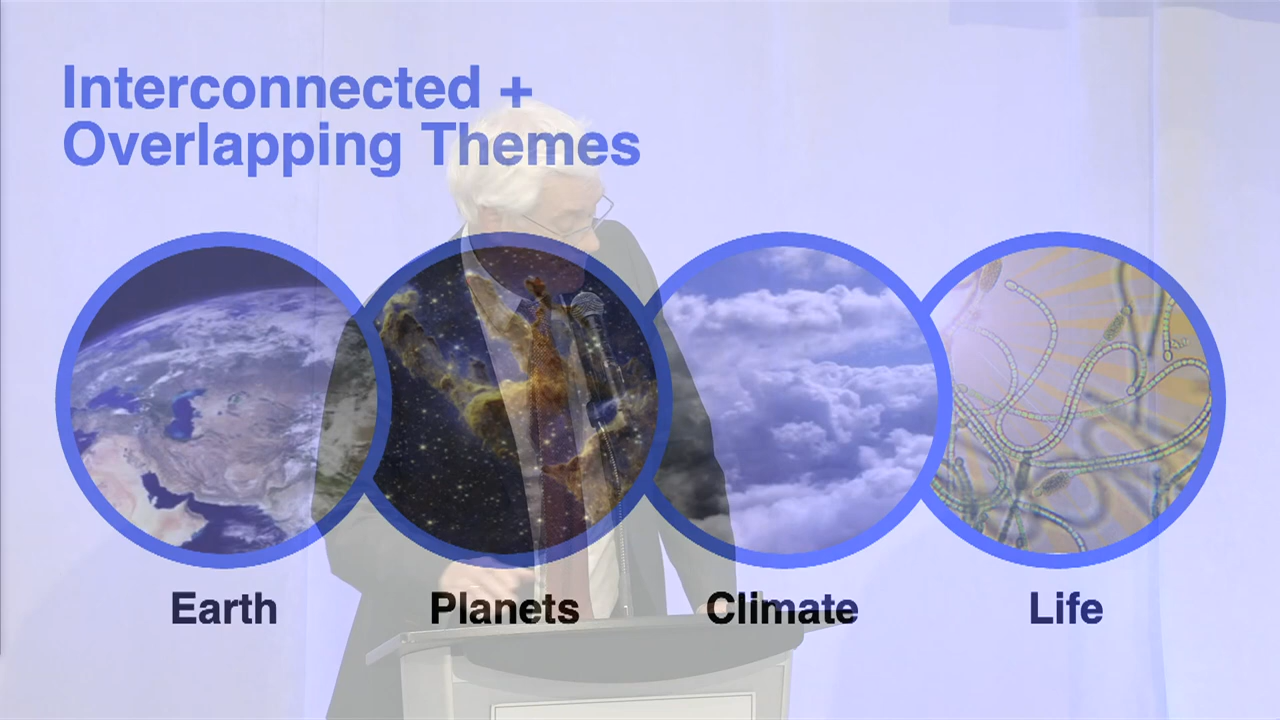 Interconnected +
Overlapping Themes
Earth
Planets
Climate
Life